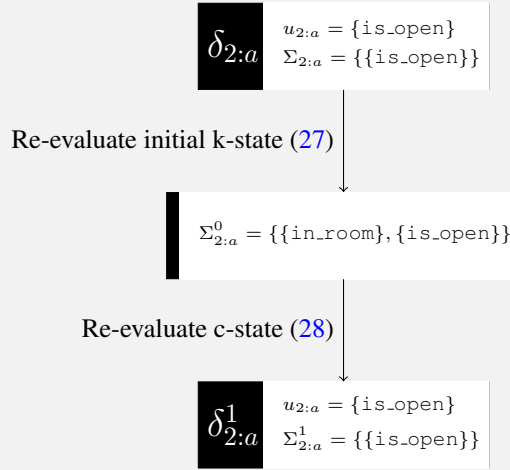 δ₂:ₐ
u₂:ₐ = {is_open}
Σ₂:ₐ = {{is_open}}
Re-evaluate initial k-state (27)
Σ⁰₂:ₐ = {{in_room}, {is_open}}
Re-evaluate c-state (28)
δ¹₂:ₐ
u₂:ₐ = {is_open}
Σ¹₂:ₐ = {{is_open}}